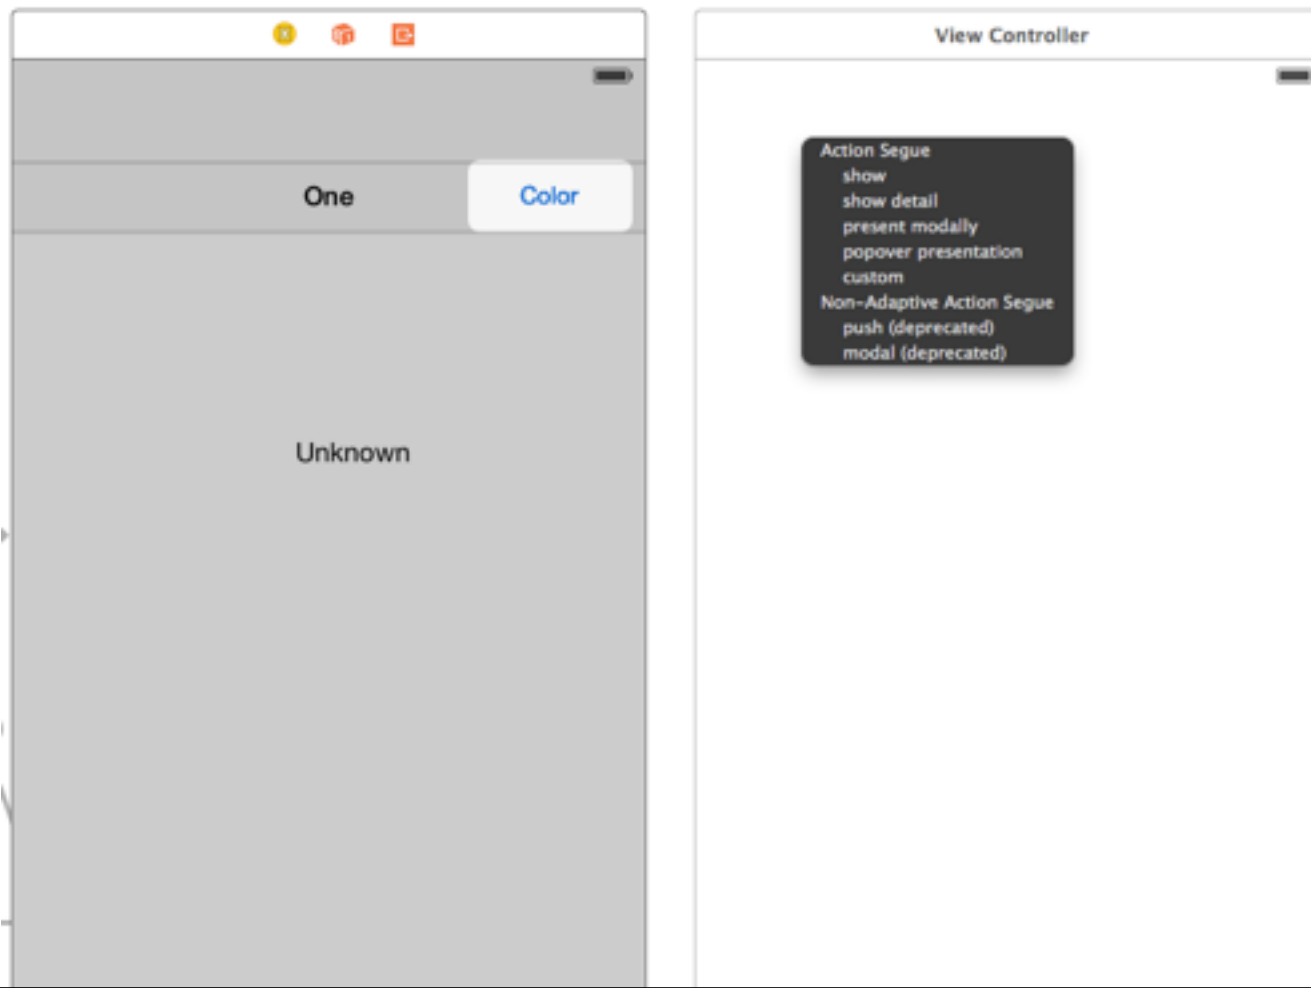 View Controller
One
Color
Unknown
Action Segue
show
show detail
present modally
popover presentation
custom
Non-Adaptive Action Segue
push (deprecated)
modal (deprecated)